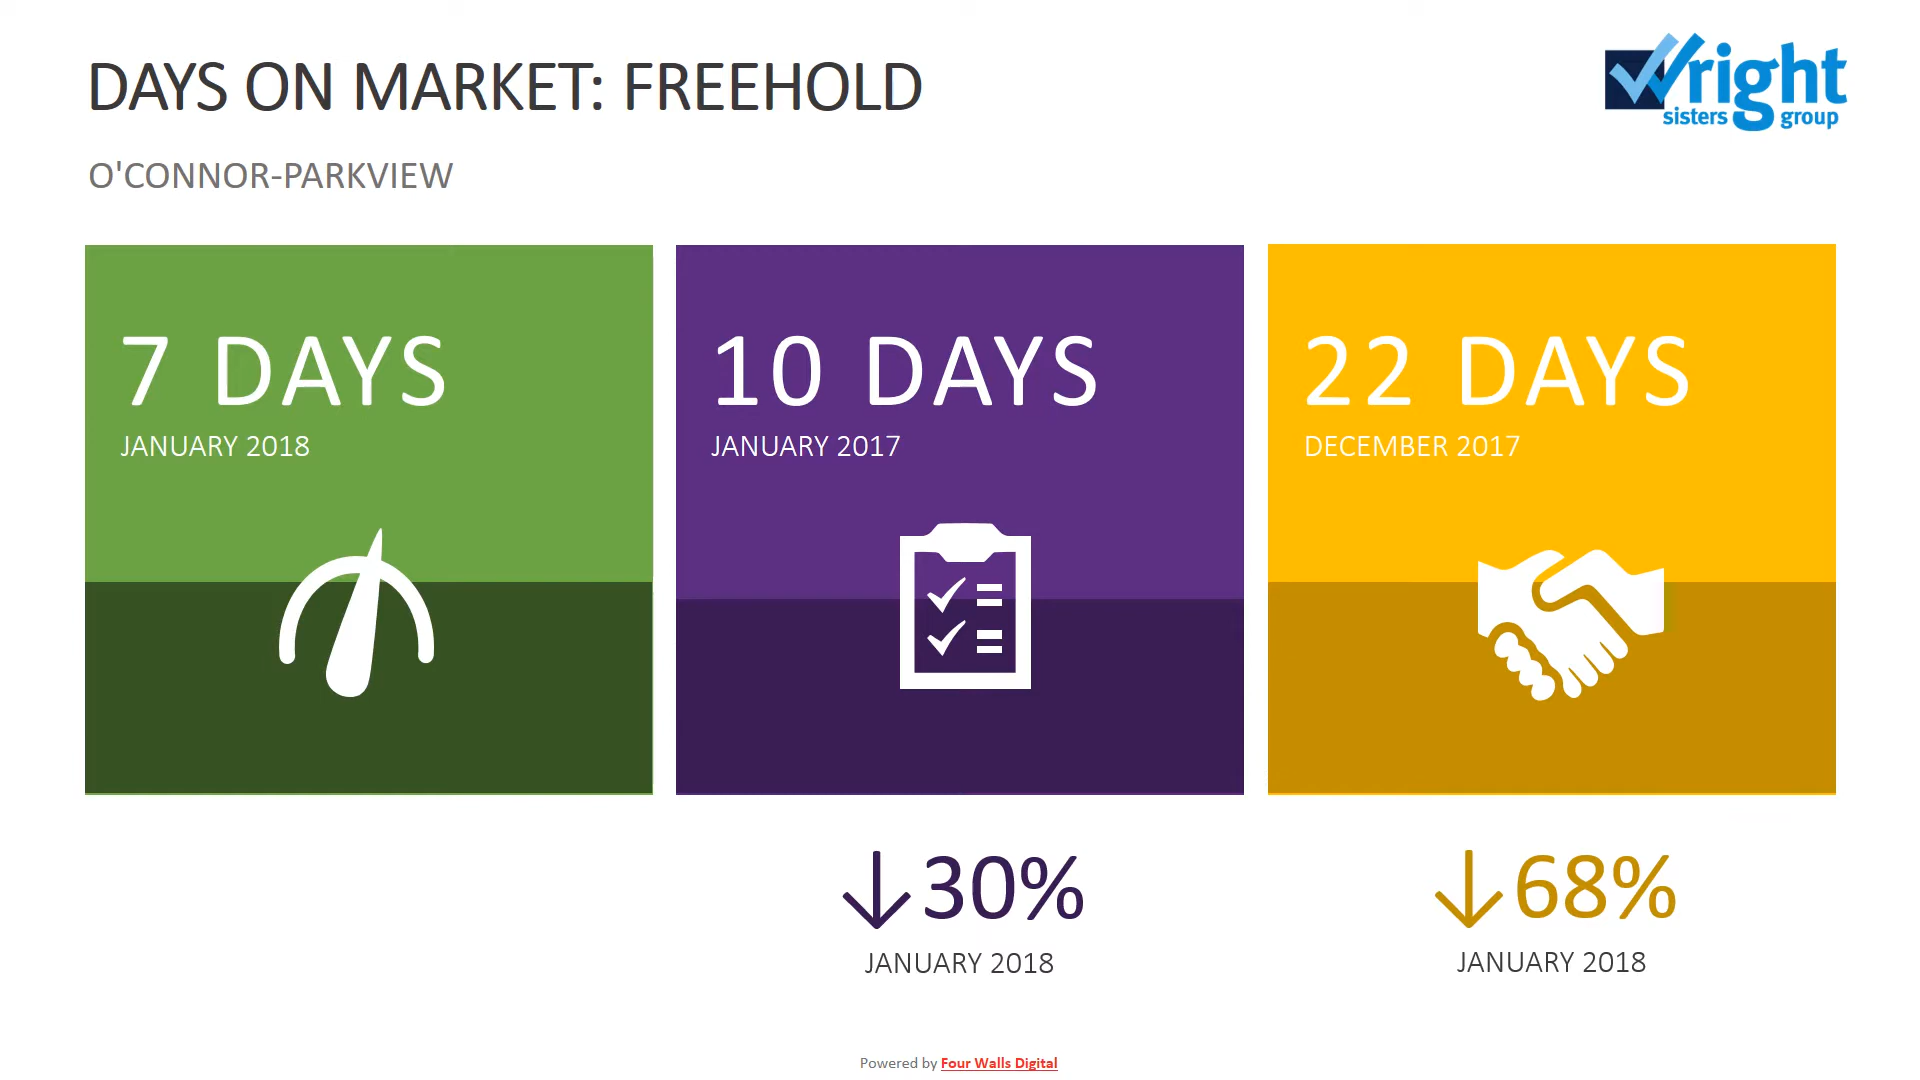 DAYS ON MARKET: FREEHOLD
Wright
sisters group
O'CONNOR-PARKVIEW
7 DAYS
JANUARY 2018
10 DAYS
JANUARY 2017
22 DAYS
DECEMBER 2017
↓30%
JANUARY 2018
↓68%
JANUARY 2018
Powered by Four Walls Digital